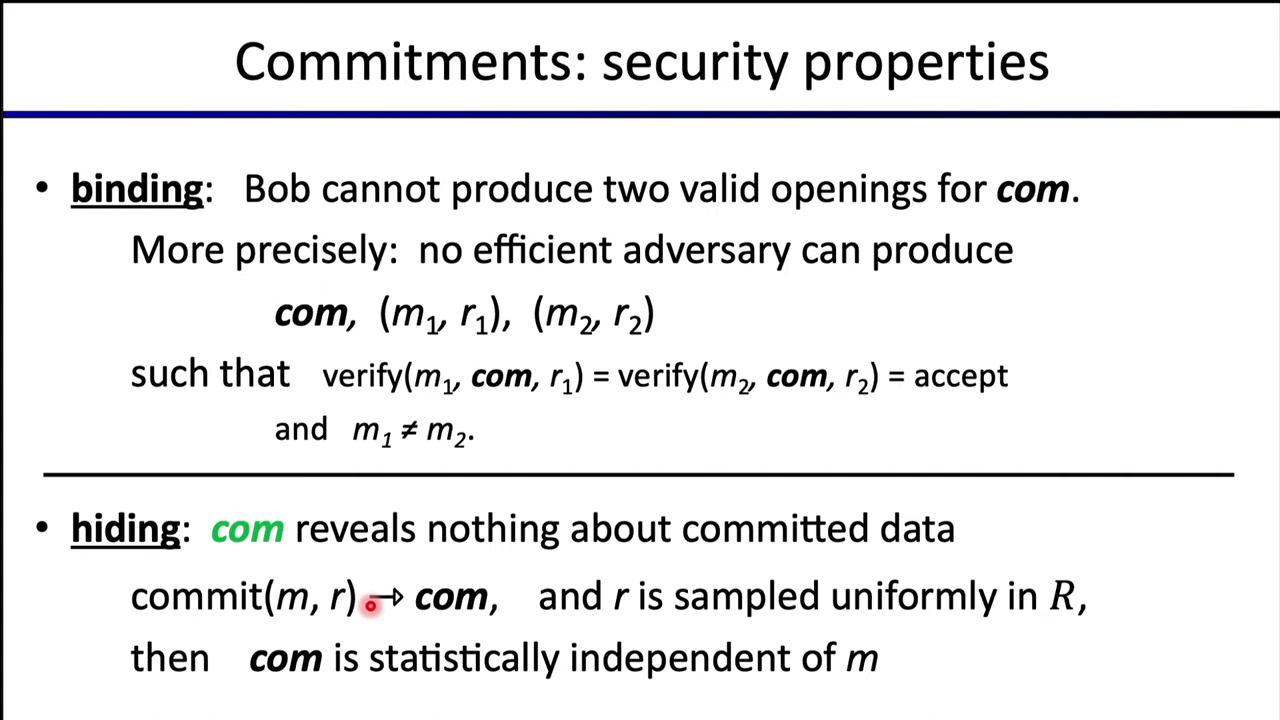 Commitments: security properties
• binding: Bob cannot produce two valid openings for com.
More precisely: no efficient adversary can produce
com, (m₁, r₁), (m₂, r₂)
such that verify(m₁, com, r₁) = verify(m₂, com, r₂) = accept
and m₁ ≠ m₂.
• hiding: com reveals nothing about committed data
commit(m, r) → com, and r is sampled uniformly in R,
then com is statistically independent of m